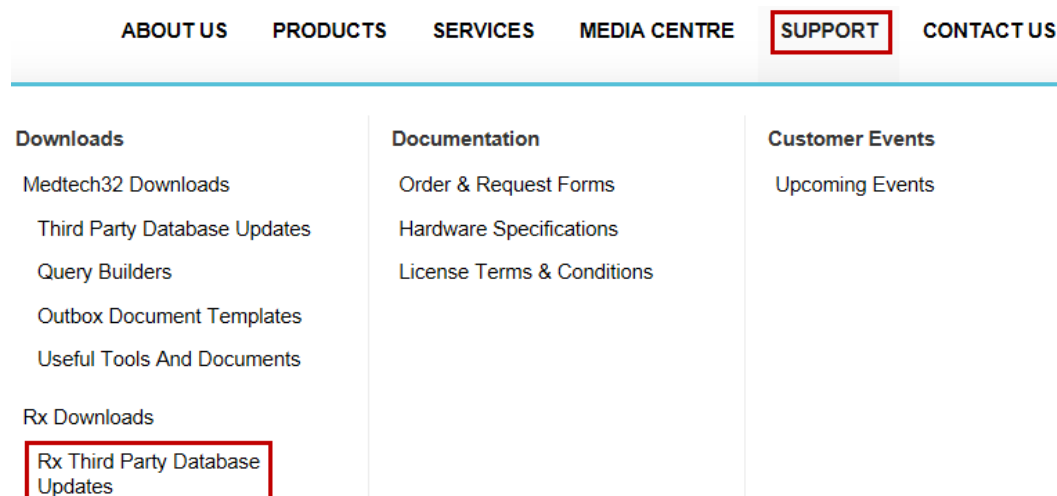 ABOUT US PRODUCTS SERVICES MEDIA CENTRE SUPPORT CONTACT US
Downloads
Medtech32 Downloads
Third Party Database Updates
Query Builders
Outbox Document Templates
Useful Tools And Documents
Rx Downloads
Rx Third Party Database
Updates
Documentation
Order & Request Forms
Hardware Specifications
License Terms & Conditions
Customer Events
Upcoming Events